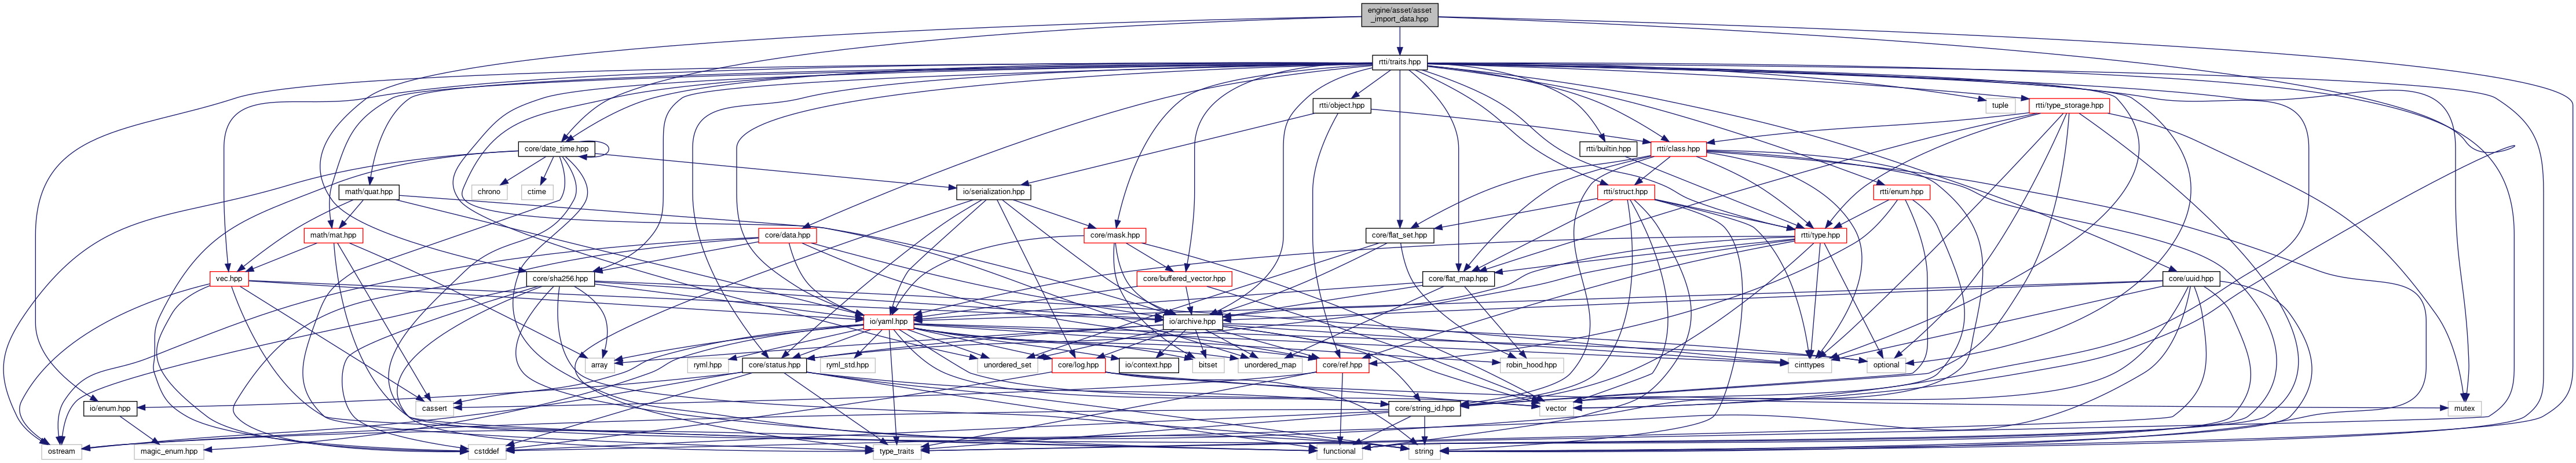 engine/asset/asset
_import_data.hpp
rtti/traits.hpp
rtti/object.hpp
tuple
rtti/type_storage.hpp
core/date_time.hpp
rtti/builtin.hpp
rtti/class.hpp
chrono
ctime
math/quat.hpp
io/serialization.hpp
rtti/struct.hpp
rtti/enum.hpp
math/mat.hpp
core/data.hpp
core/mask.hpp
core/flat_set.hpp
rtti/type.hpp
vec.hpp
core/sha256.hpp
core/buffered_vector.hpp
core/flat_map.hpp
core/uuid.hpp
io/yaml.hpp
io/archive.hpp
array
ryml.hpp
core/status.hpp
ryml_std.hpp
unordered_set
core/log.hpp
io/context.hpp
bitset
unordered_map
core/ref.hpp
robin_hood.hpp
cinttypes
optional
io/enum.hpp
cassert
core/string_id.hpp
vector
mutex
ostream
magic_enum.hpp
cstddef
type_traits
functional
string